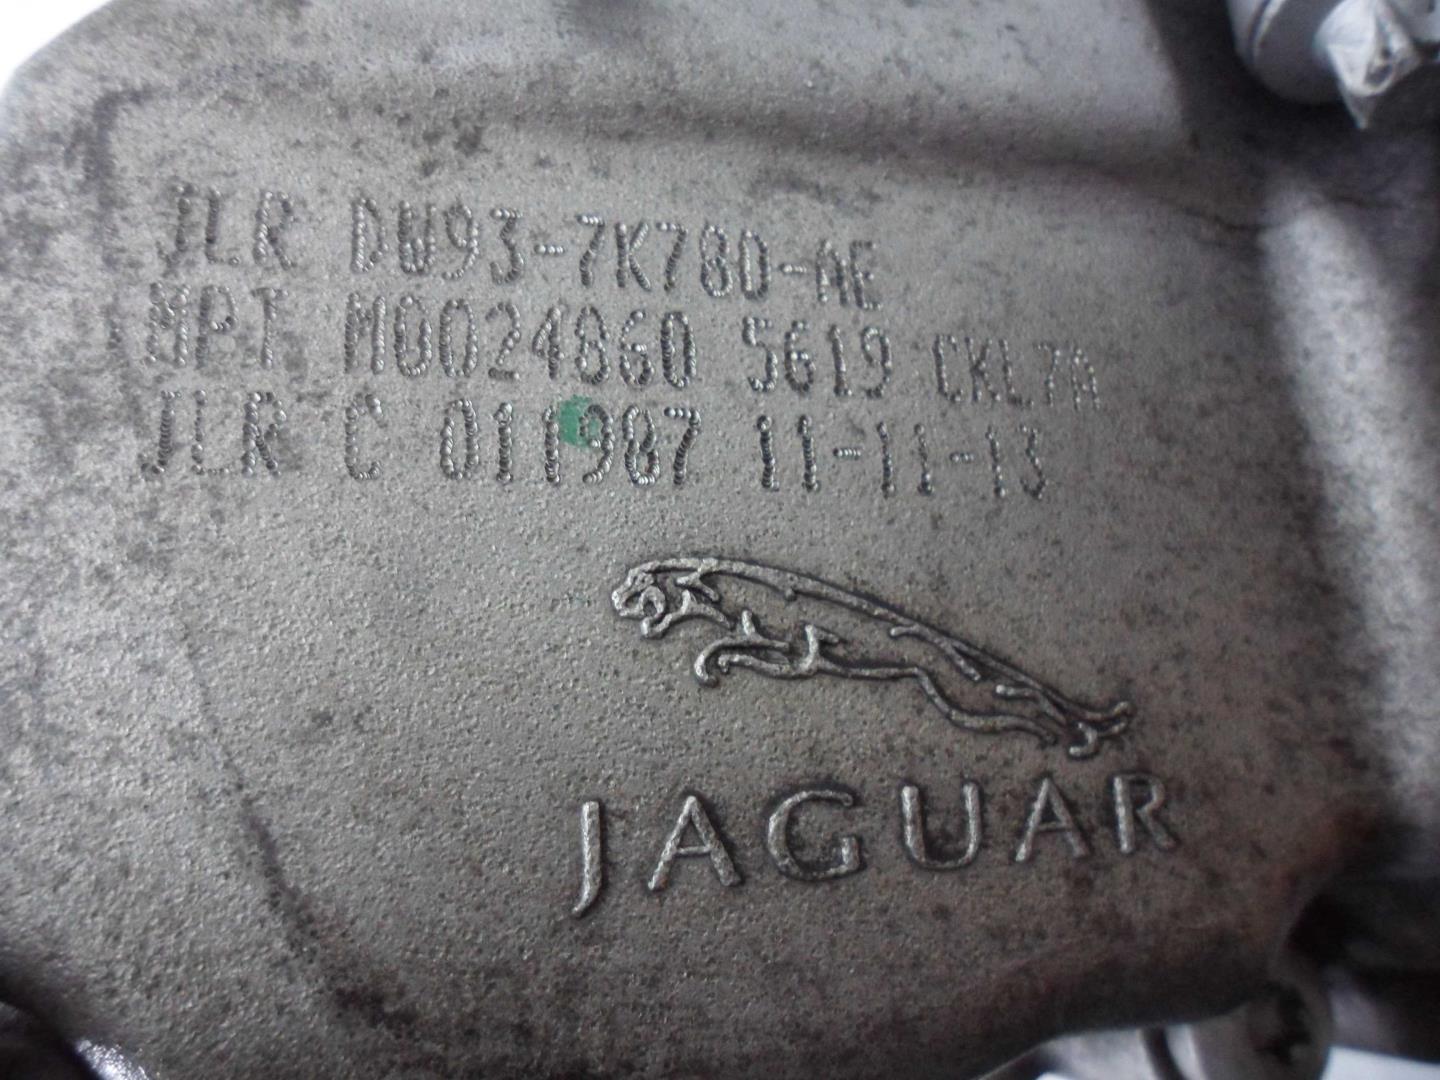 JLR DW93-7K780-AE
MPT M0024860 5619 CKL7A
JLR C 011987 11-11-13
JAGUAR